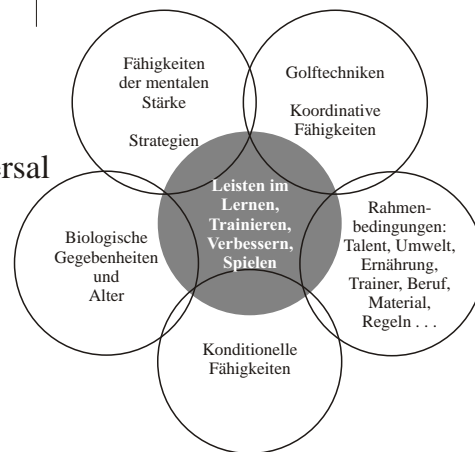 Fähigkeiten
der mentalen
Stärke
Strategien
Golftechniken
Koordinative
Fähigkeiten
ersal
Leisten im
Lernen,
Trainieren,
Verbessern,
Spielen
Biologische
Gegebenheiten
und
Alter
Rahmen-
bedingungen:
Talent, Umwelt,
Ernährung,
Trainer, Beruf,
Material,
Regeln . . .
Konditionelle
Fähigkeiten